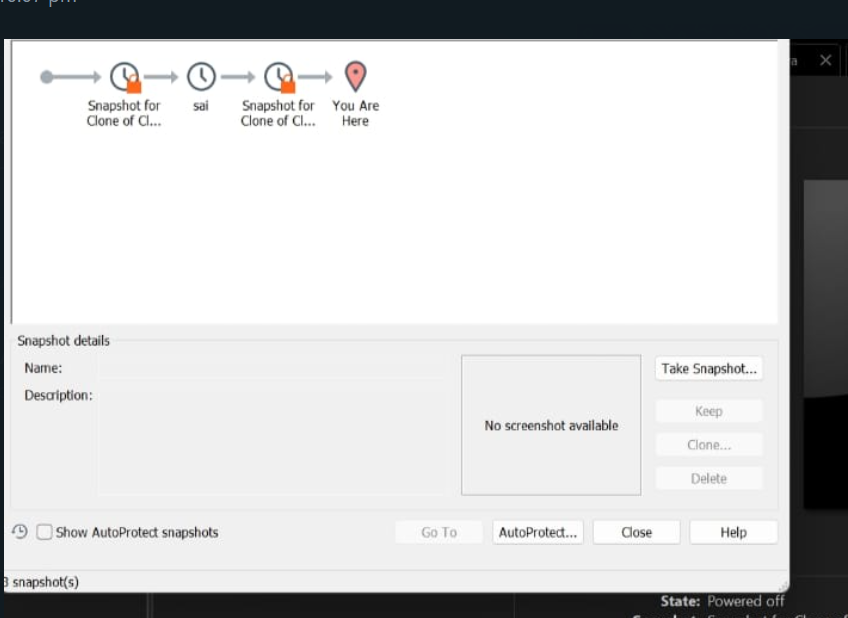 a
Snapshot for
Clone of Cl...
sai
Snapshot for
Clone of Cl...
You Are
Here
Snapshot details
Name:
Description:
No screenshot available
Take Snapshot...
Keep
Clone...
Delete
Show AutoProtect snapshots
Go To
AutoProtect...
Close
Help
3 snapshot(s)
State: Powered off